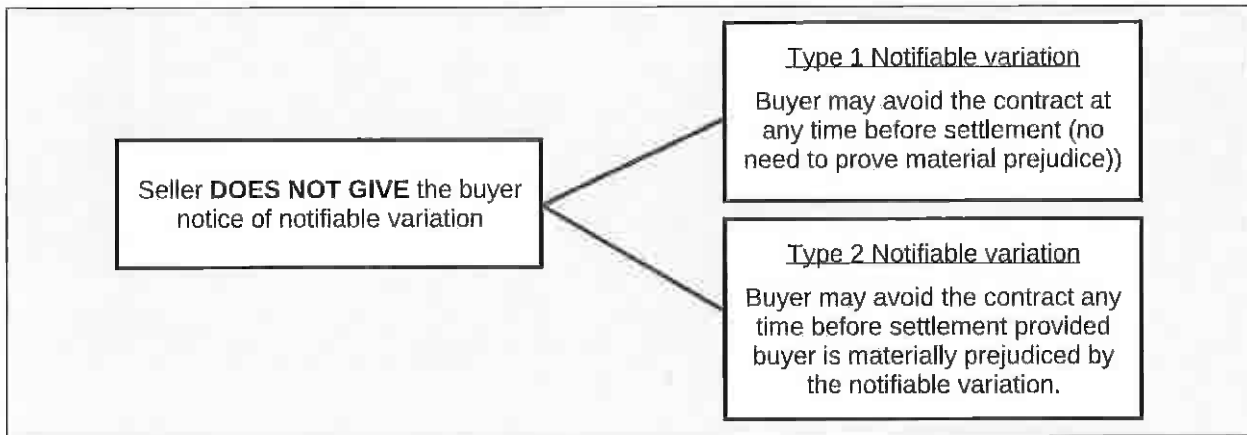 Seller DOES NOT GIVE the buyer
notice of notifiable variation
Type 1 Notifiable variation
Buyer may avoid the contract at
any time before settlement (no
need to prove material prejudice))
Type 2 Notifiable variation
Buyer may avoid the contract any
time before settlement provided
buyer is materially prejudiced by
the notifiable variation.